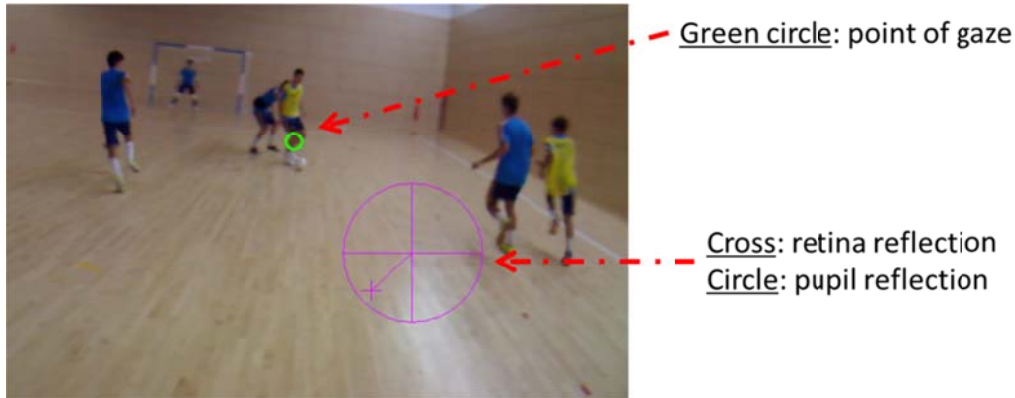 Green circle: point of gaze
Cross: retina reflection
Circle: pupil reflection